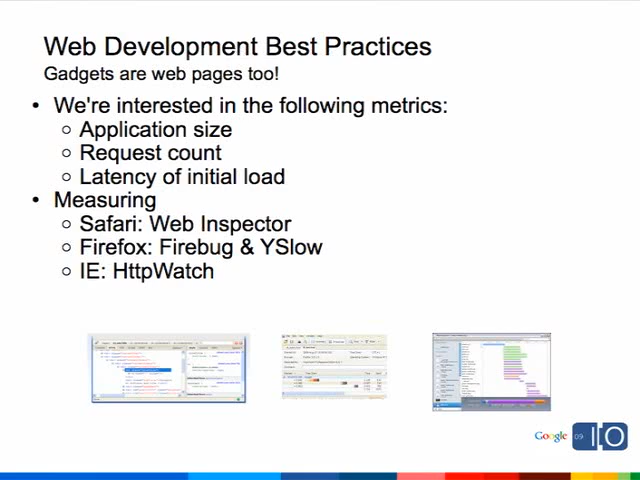 Web Development Best Practices
Gadgets are web pages too!
• We're interested in the following metrics:
○ Application size
○ Request count
○ Latency of initial load
• Measuring
○ Safari: Web Inspector
○ Firefox: Firebug & YSlow
○ IE: HttpWatch
Google 09 IO